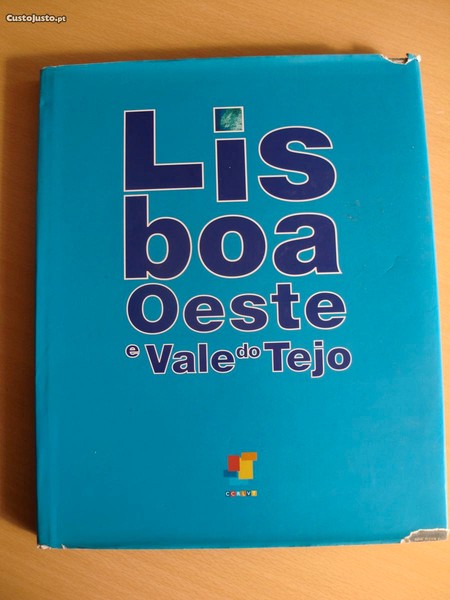 CustoJusto.pt
Lis
boa
Oeste
e Vale do Tejo
CCRLVT